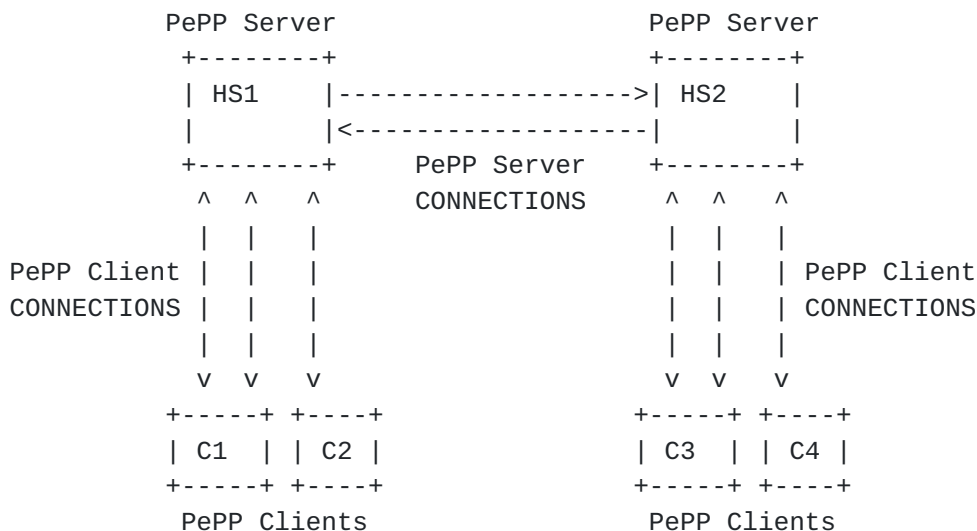 PePP Server PePP Server
+--------+ +--------+
| HS1 |------------------->| HS2 |
| |<-------------------| |
+--------+ PePP Server +--------+
^ ^ ^ CONNECTIONS ^ ^ ^
| | | | | |
PePP Client | | | | | | PePP Client
CONNECTIONS | | | | | | CONNECTIONS
| | | | | |
v v v v v v
+-----+ +----+ +-----+ +----+
| C1 | | C2 | | C3 | | C4 |
+-----+ +----+ +-----+ +----+
PePP Clients PePP Clients